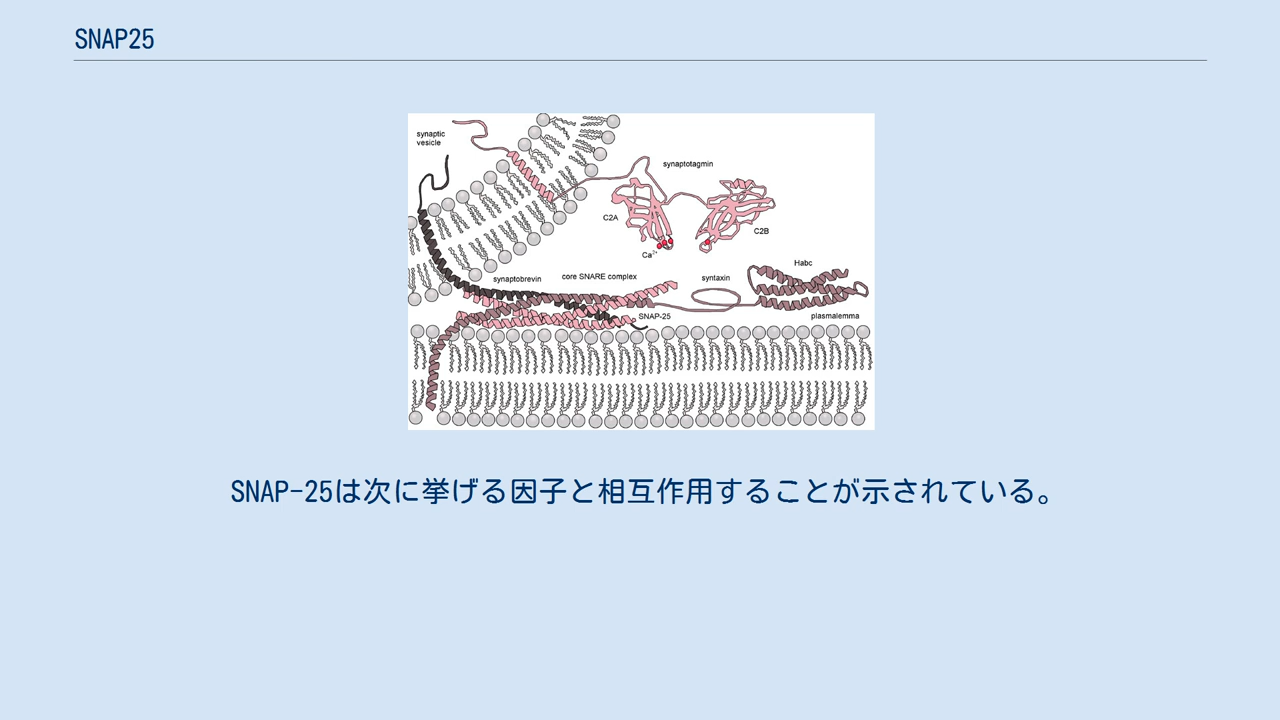 SNAP25
synaptic
vesicle
synaptotagmin
C2A
C2B
Ca²⁺
Habc
synaptobrevin
core SNARE complex
syntaxin
SNAP-25
plasmalemma
SNAP-25は次に挙げる因子と相互作用することが示されている。